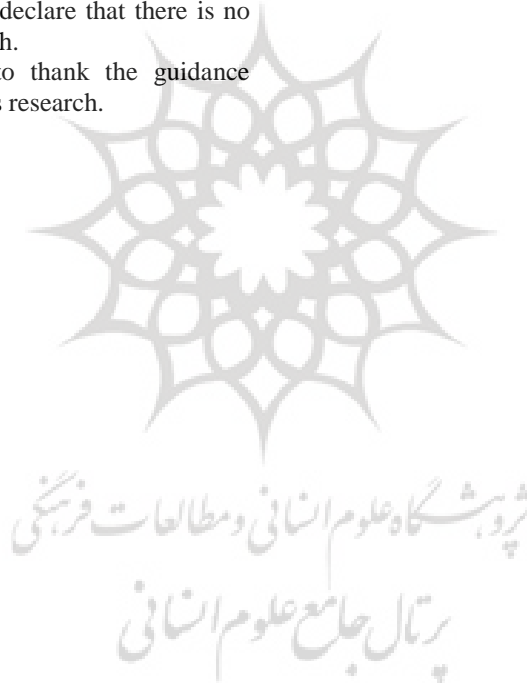 declare that there is no
h.
to thank the guidance
s research.
پژوهشگاه علوم انسانی و مطالعات فرهنگی
پرتال جامع علوم انسانی